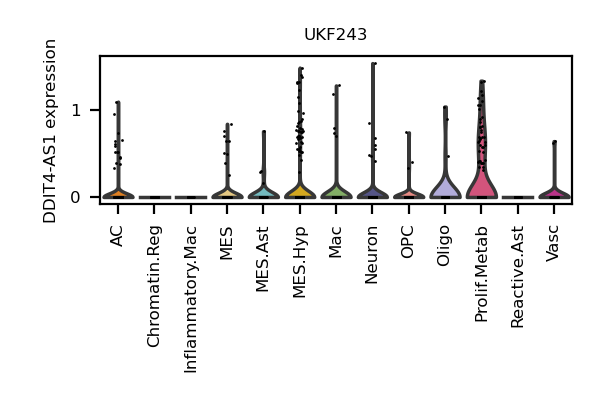 UKF243
DDIT4-AS1 expression
1
0
AC
Chromatin.Reg
Inflammatory.Mac
MES
MES.Ast
MES.Hyp
Mac
Neuron
OPC
Oligo
Prolif.Metab
Reactive.Ast
Vasc